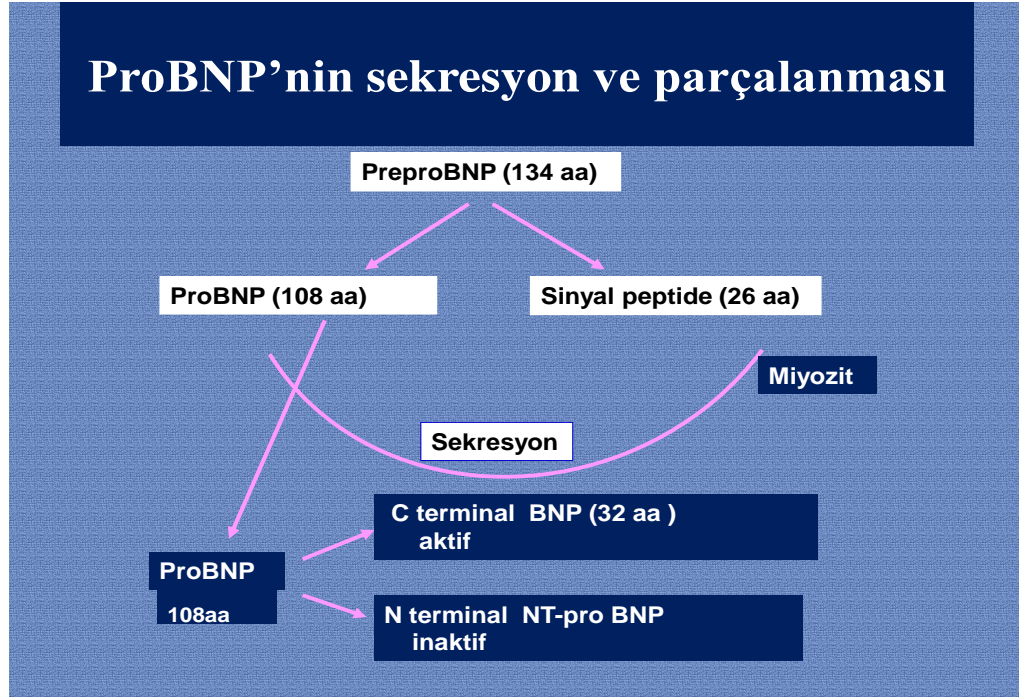 ProBNP’nin sekresyon ve parçalanması
PreproBNP (134 aa)
ProBNP (108 aa)
Sinyal peptide (26 aa)
Miyozit
Sekresyon
C terminal  BNP (32 aa )
aktif
ProBNP
108aa
N terminal  NT-pro BNP
inaktif